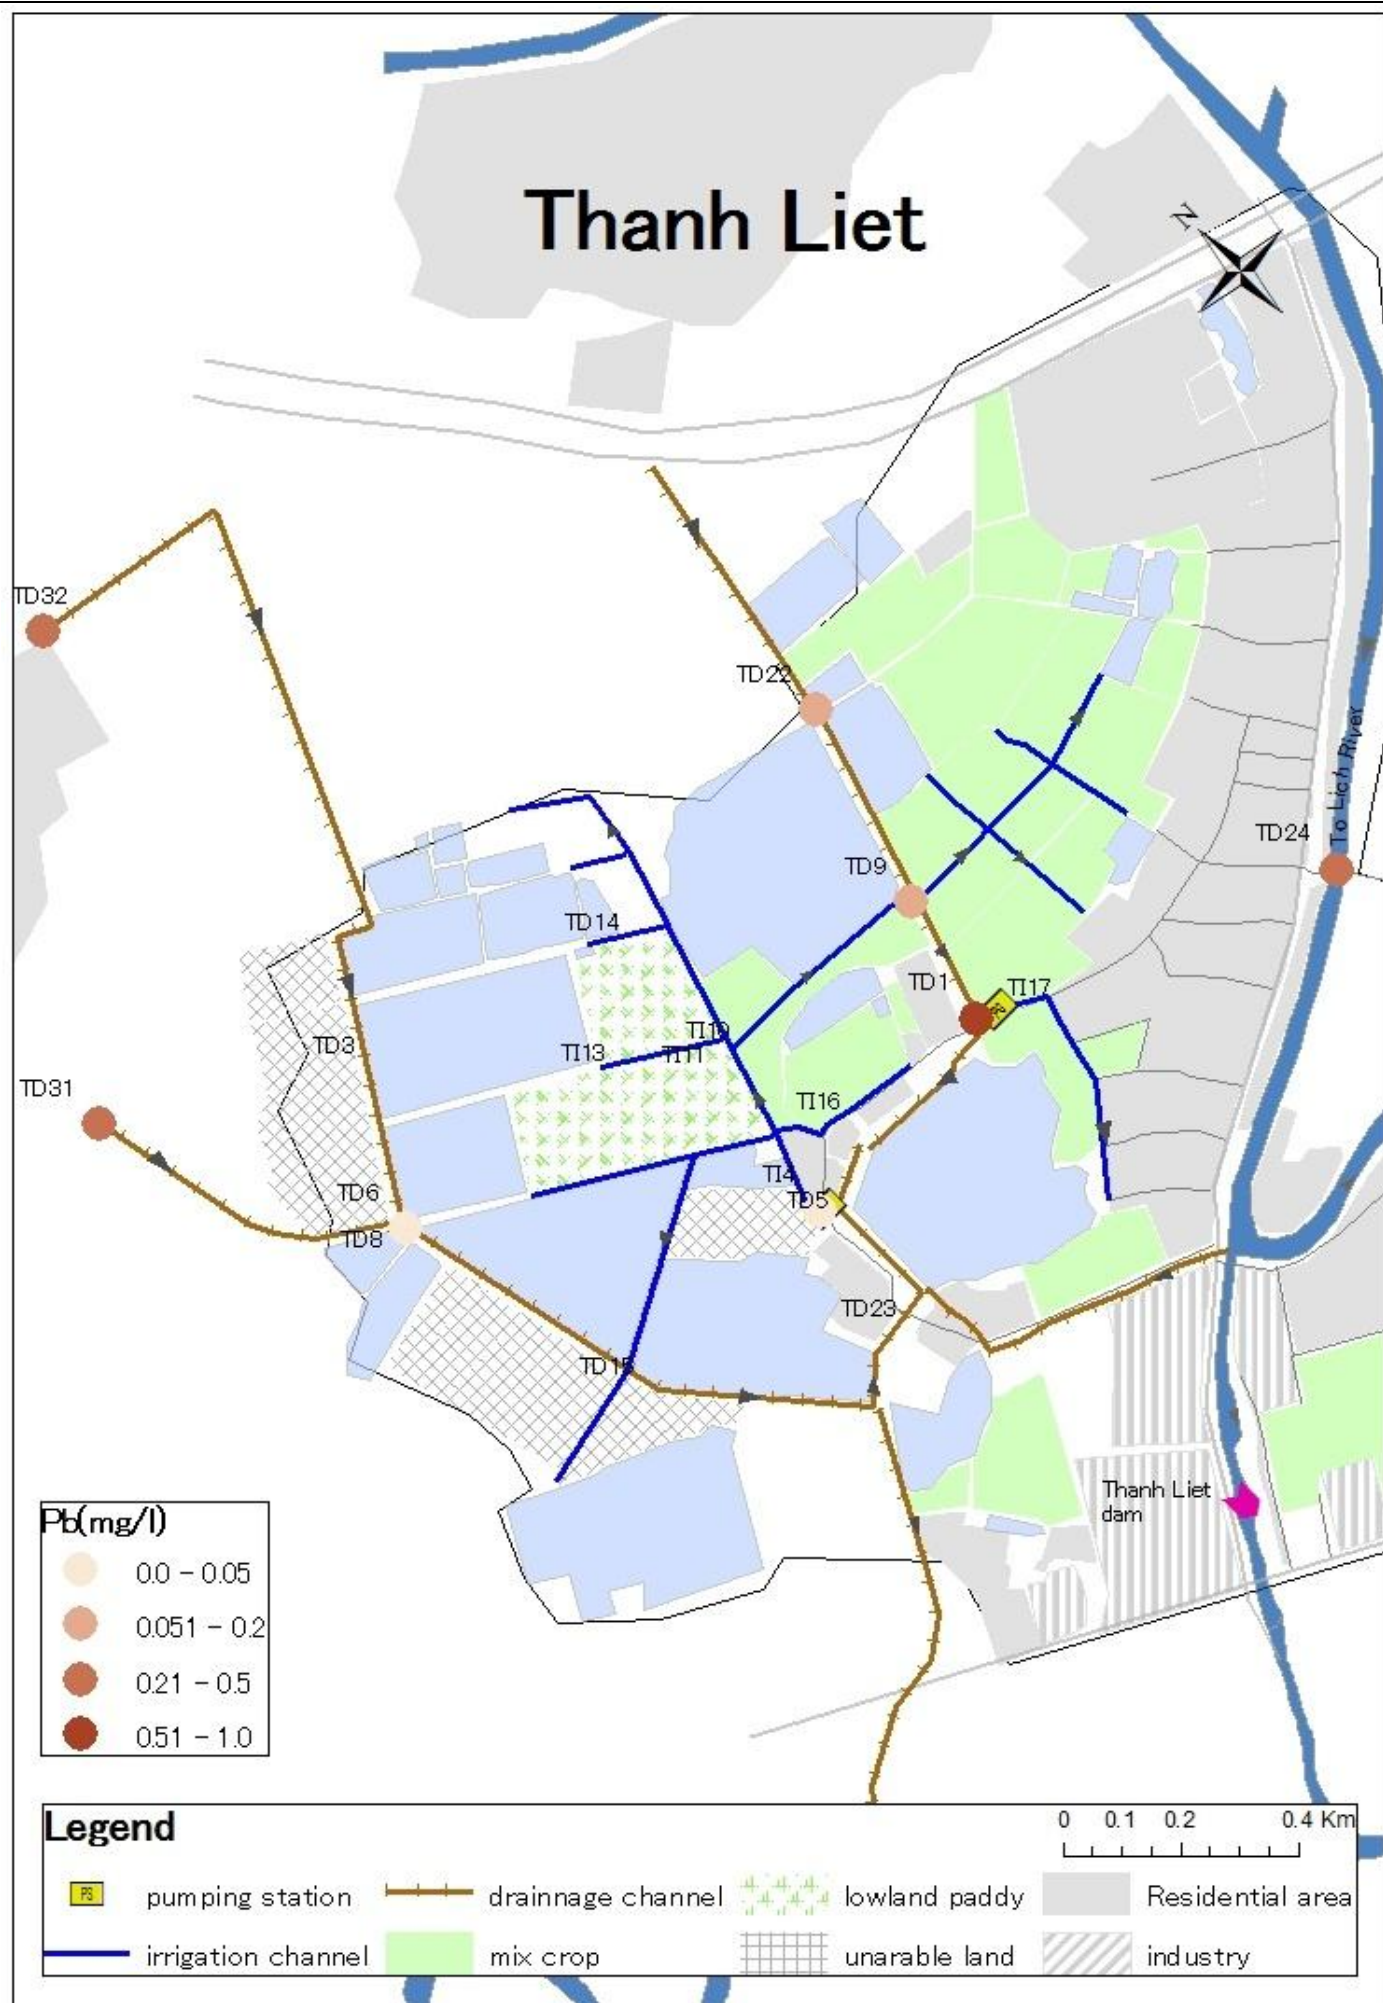 Thanh Liet
N
TD32
TD22
To Lich River
TD24
TD9
TD14
TD1
TI17
TI10
TD3
TI13
TI11
TD31
TI16
TI4
TD6
TD5
TD8
TD23
TD15
Thanh Liet
dam
PS
Pb(mg/l)
0.0 - 0.05
0.051 - 0.2
0.21 - 0.5
0.51 - 1.0
Legend
0 0.1 0.2 0.4 Km
PS pumping station drainnage channel lowland paddy Residential area
irrigation channel mix crop unarable land industry